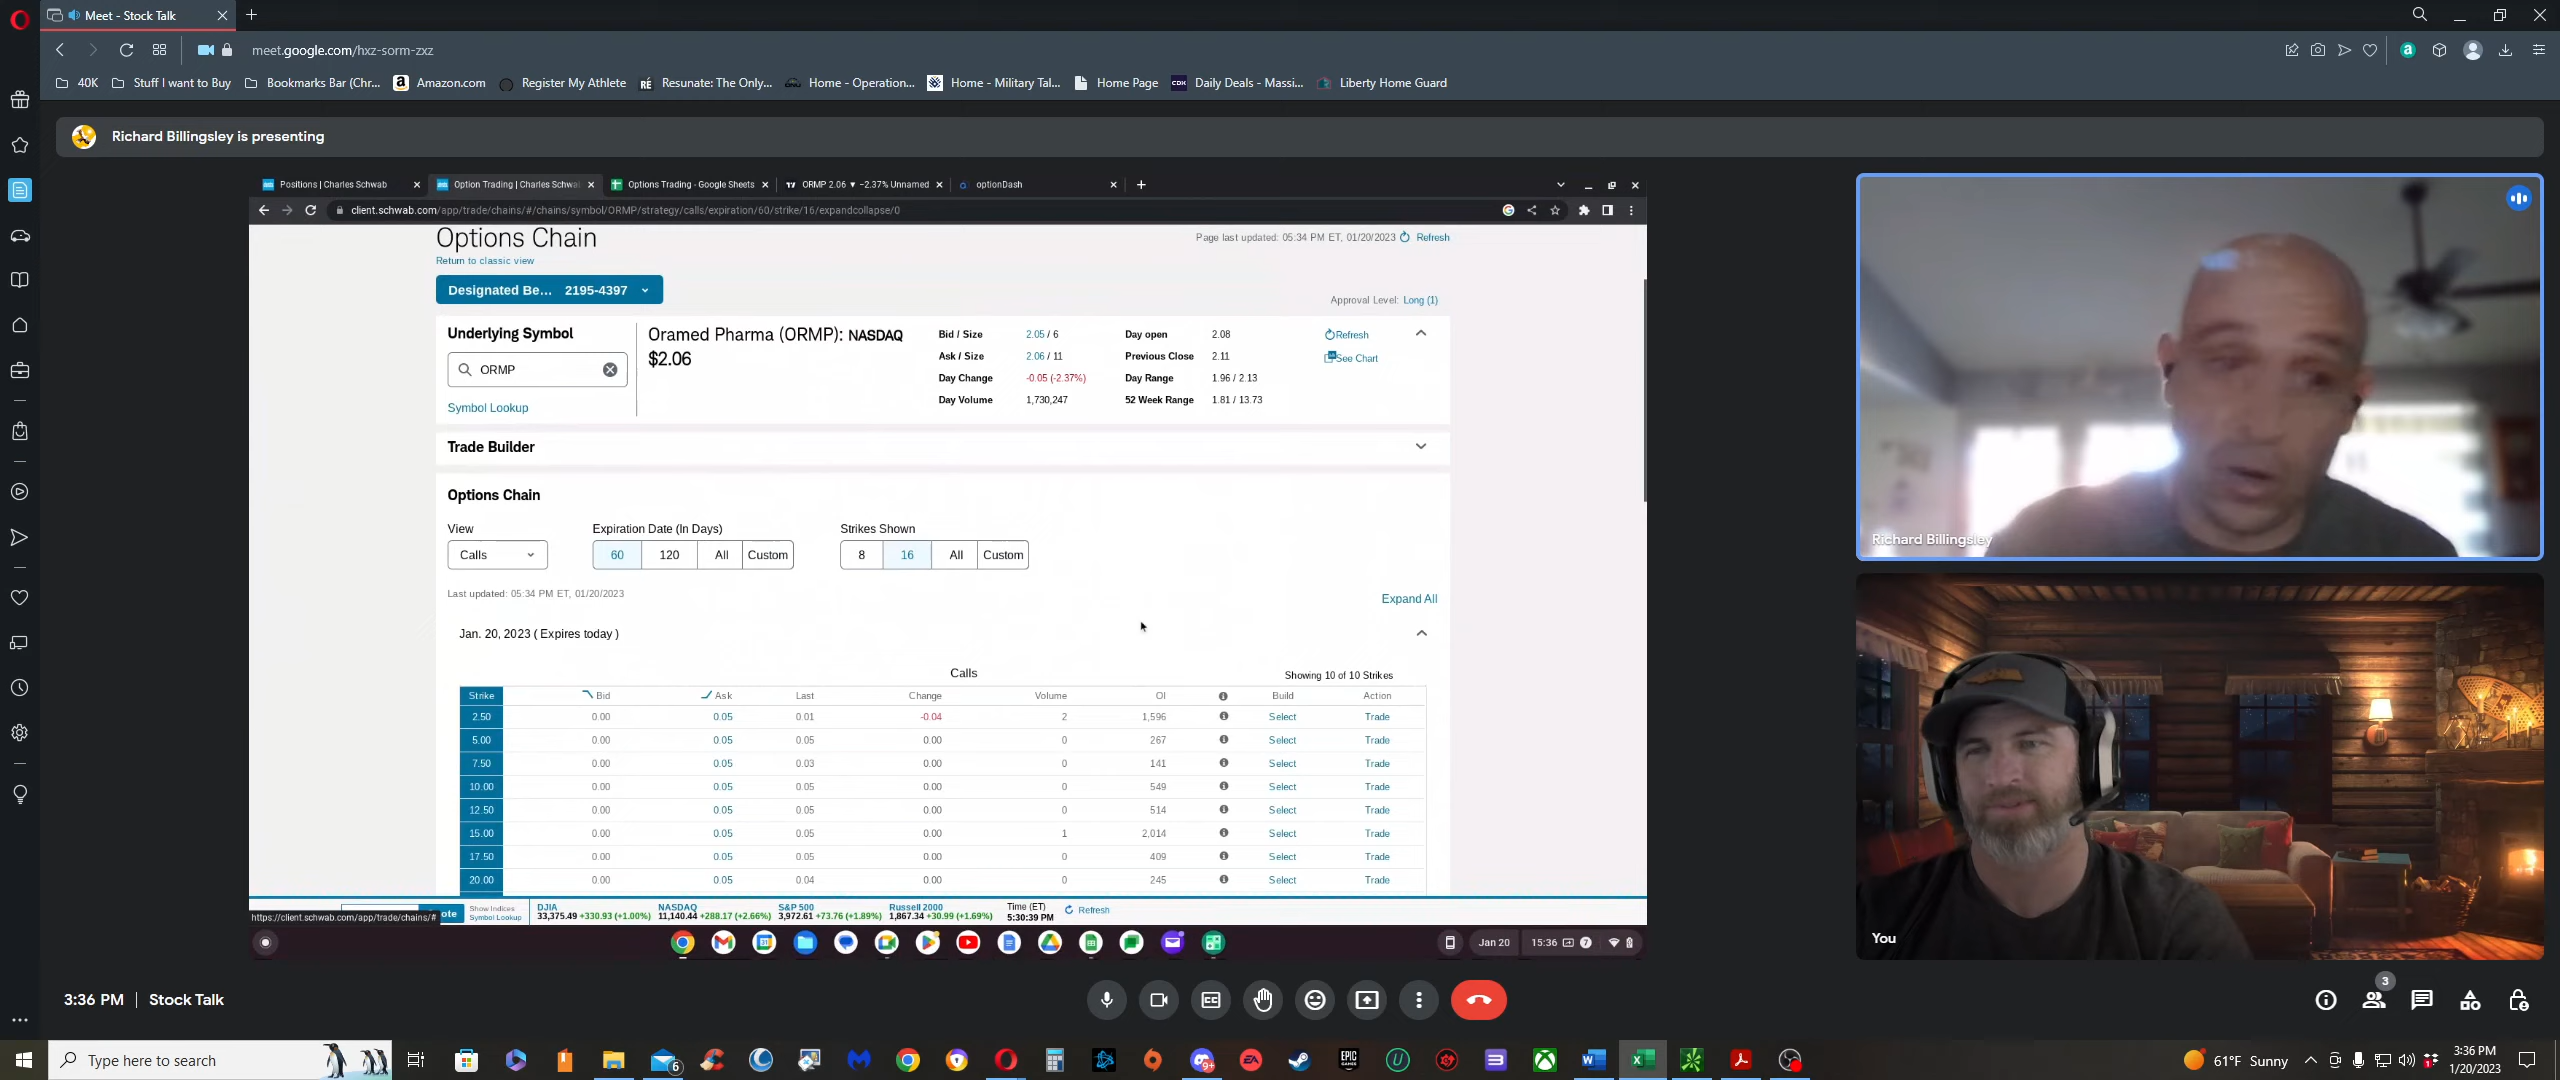 Meet - Stock Talk
meet.google.com/hxz-sorm-zxz
40K
Stuff I want to Buy
Bookmarks Bar (Chr...
Amazon.com
Register My Athlete
RÉ Resunate: The Only...
Home - Operation...
Home - Military Tal...
Home Page
CDK Daily Deals - Massi...
Liberty Home Guard
Richard Billingsley is presenting
Positions | Charles Schwab
Option Trading | Charles Schwa
Options Trading - Google Sheets
ORMP 2.06 ▼ −2.37% Unnamed
optionDash
client.schwab.com/app/trade/chains/#/chains/symbol/ORMP/strategy/calls/expiration/60/strike/16/expandcollapse/0
Options Chain
Page last updated: 05:34 PM ET, 01/20/2023 Refresh
Return to classic view
Designated Be... 2195-4397
Approval Level: Long (1)
Underlying Symbol
ORMP
Symbol Lookup
Oramed Pharma (ORMP): NASDAQ
$2.06
Bid / Size 2.05 / 6 Day open 2.08 Refresh
Ask / Size 2.06 / 11 Previous Close 2.11 See Chart
Day Change -0.05 (-2.37%) Day Range 1.96 / 2.13
Day Volume 1,730,247 52 Week Range 1.81 / 13.73
Trade Builder
Options Chain
View Expiration Date (In Days) Strikes Shown
Calls 60 120 All Custom 8 16 All Custom
Last updated: 05:34 PM ET, 01/20/2023
Expand All
Jan. 20, 2023 ( Expires today )
Calls
Showing 10 of 10 Strikes
Strike Bid Ask Last Change Volume OI Build Action
2.50 0.00 0.05 0.01 -0.04 2 1,596 Select Trade
5.00 0.00 0.05 0.05 0.00 0 267 Select Trade
7.50 0.00 0.05 0.03 0.00 0 141 Select Trade
10.00 0.00 0.05 0.05 0.00 0 549 Select Trade
12.50 0.00 0.05 0.05 0.00 0 514 Select Trade
15.00 0.00 0.05 0.05 0.00 1 2,014 Select Trade
17.50 0.00 0.05 0.05 0.00 0 409 Select Trade
20.00 0.00 0.05 0.04 0.00 0 245 Select Trade
https://client.schwab.com/app/trade/chains/#
ote
Show Indices
Symbol Lookup
DJIA
33,375.49 +330.93 (+1.00%)
NASDAQ
11,140.44 +288.17 (+2.66%)
S&P 500
3,972.61 +73.76 (+1.89%)
Russell 2000
1,867.34 +30.99 (+1.69%)
Time (ET)
5:30:39 PM
Refresh
Jan 20
15:36
7
Richard Billingsley
You
3:36 PM | Stock Talk
3
Type here to search
6
9+
61°F Sunny
3:36 PM
1/20/2023